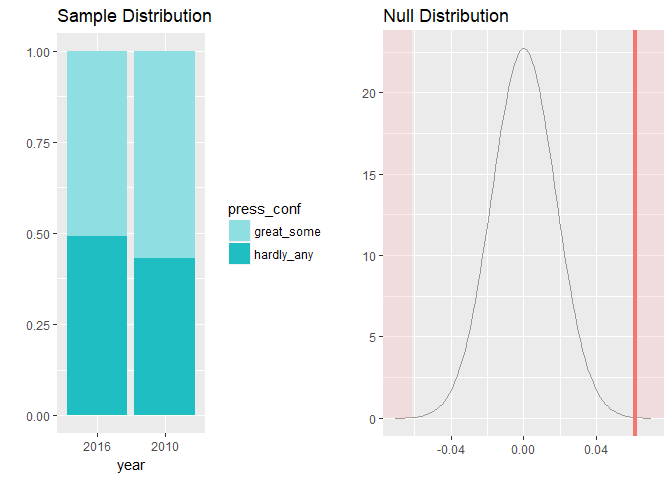 Sample Distribution
1.00
0.75
0.50
0.25
0.00
2016 2010
year
press_conf
great_some
hardly_any
Null Distribution
20
15
10
5
0
-0.04 0.00 0.04